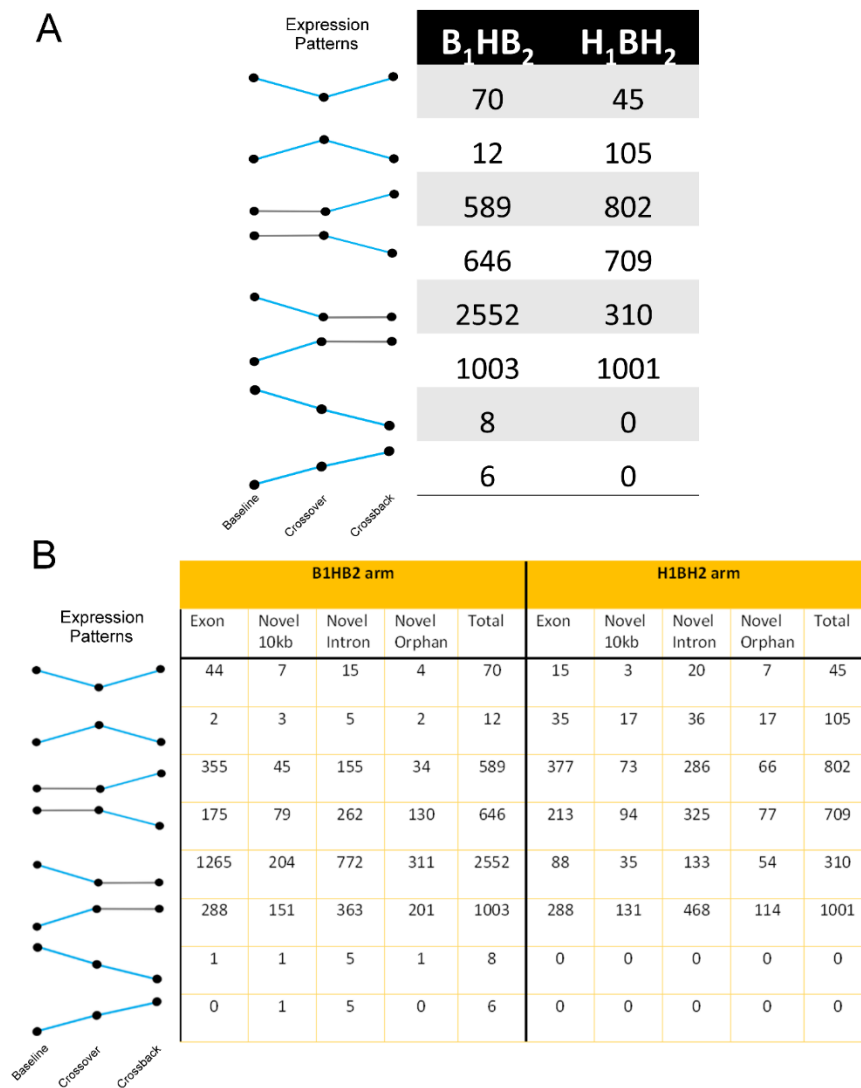 A
Expression
Patterns
B₁HB₂ H₁BH₂
70 45
12 105
589 802
646 709
2552 310
1003 1001
8 0
6 0
Baseline Crossover Crossback
B
B1HB2 arm H1BH2 arm
Expression
Patterns
Exon Novel 10kb Novel Intron Novel Orphan Total Exon Novel 10kb Novel Intron Novel Orphan Total
44 7 15 4 70 15 3 20 7 45
2 3 5 2 12 35 17 36 17 105
355 45 155 34 589 377 73 286 66 802
175 79 262 130 646 213 94 325 77 709
1265 204 772 311 2552 88 35 133 54 310
288 151 363 201 1003 288 131 468 114 1001
1 1 5 1 8 0 0 0 0 0
0 1 5 0 6 0 0 0 0 0
Baseline Crossover Crossback